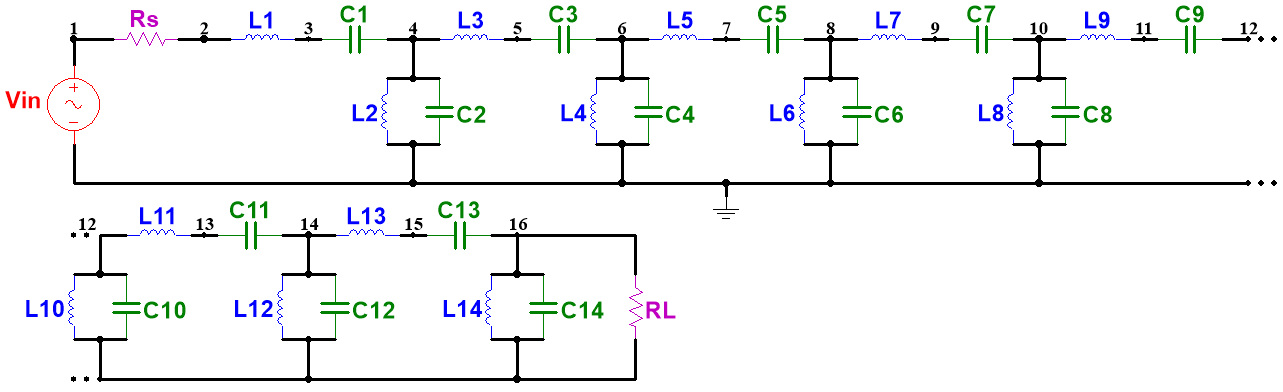 1 Rs 2 L1 3 C1 4 L3 5 C3 6 L5 7 C5 8 L7 9 C7 10 L9 11 C9 12
Vin + − L2 C2 L4 C4 L6 C6 L8 C8
12 L11 13 C11 14 L13 15 C13 16
L10 C10 L12 C12 L14 C14 RL